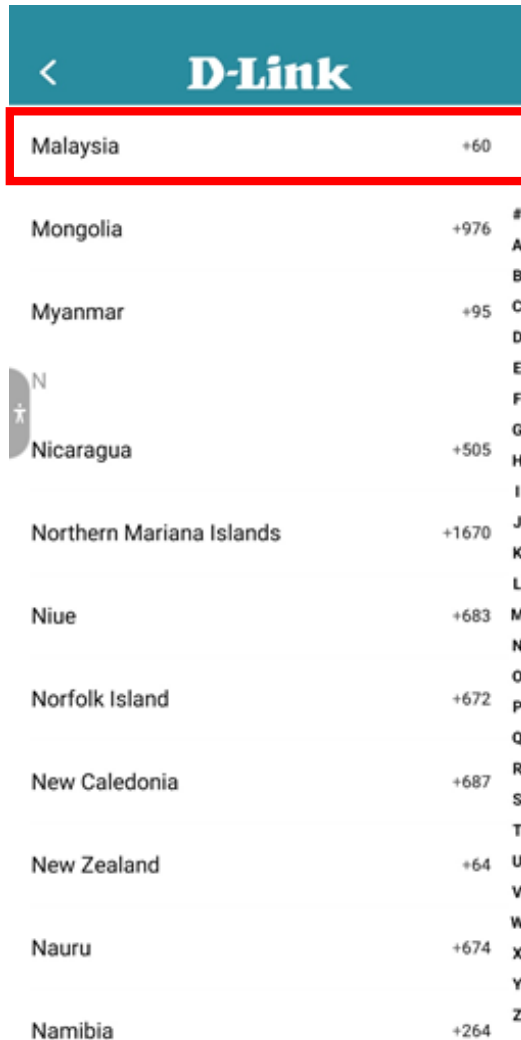 D-Link
Malaysia +60
Mongolia +976
Myanmar +95
N
Nicaragua +505
Northern Mariana Islands +1670
Niue +683
Norfolk Island +672
New Caledonia +687
New Zealand +64
Nauru +674
Namibia +264
#
A
B
C
D
E
F
G
H
I
J
K
L
M
N
O
P
Q
R
S
T
U
V
W
X
Y
Z